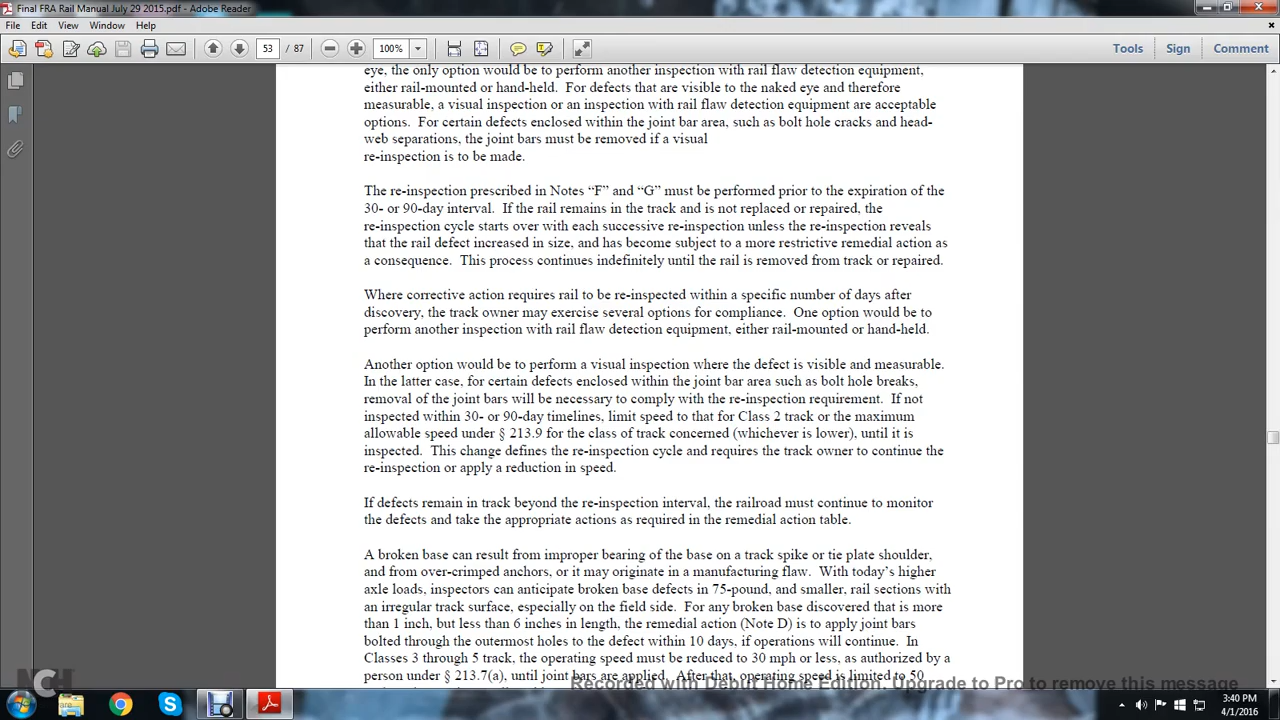 Final FRA Rail Manual July 29 2015.pdf - Adobe Reader
File Edit View Window Help
53 / 87 100% Tools Sign Comment
eye, the only option would be to perform another inspection with rail flaw detection equipment,
either rail-mounted or hand-held. For defects that are visible to the naked eye and therefore
measurable, a visual inspection or an inspection with rail flaw detection equipment are acceptable
options. For certain defects enclosed within the joint bar area, such as bolt hole cracks and head-
web separations, the joint bars must be removed if a visual
re-inspection is to be made.
The re-inspection prescribed in Notes “F” and “G” must be performed prior to the expiration of the
30- or 90-day interval. If the rail remains in the track and is not replaced or repaired, the
re-inspection cycle starts over with each successive re-inspection unless the re-inspection reveals
that the rail defect increased in size, and has become subject to a more restrictive remedial action as
a consequence. This process continues indefinitely until the rail is removed from track or repaired.
Where corrective action requires rail to be re-inspected within a specific number of days after
discovery, the track owner may exercise several options for compliance. One option would be to
perform another inspection with rail flaw detection equipment, either rail-mounted or hand-held.
Another option would be to perform a visual inspection where the defect is visible and measurable.
In the latter case, for certain defects enclosed within the joint bar area such as bolt hole breaks,
removal of the joint bars will be necessary to comply with the re-inspection requirement. If not
inspected within 30- or 90-day timelines, limit speed to that for Class 2 track or the maximum
allowable speed under § 213.9 for the class of track concerned (whichever is lower), until it is
inspected. This change defines the re-inspection cycle and requires the track owner to continue the
re-inspection or apply a reduction in speed.
If defects remain in track beyond the re-inspection interval, the railroad must continue to monitor
the defects and take the appropriate actions as required in the remedial action table.
A broken base can result from improper bearing of the base on a track spike or tie plate shoulder,
and from over-crimped anchors, or it may originate in a manufacturing flaw. With today’s higher
axle loads, inspectors can anticipate broken base defects in 75-pound, and smaller, rail sections with
an irregular track surface, especially on the field side. For any broken base discovered that is more
than 1 inch, but less than 6 inches in length, the remedial action (Note D) is to apply joint bars
bolted through the outermost holes to the defect within 10 days, if operations will continue. In
Classes 3 through 5 track, the operating speed must be reduced to 30 mph or less, as authorized by a
person under § 213.7(a), until joint bars are applied. After that, operating speed is limited to 50
NCH
Recorded with Debut Home Edition. Upgrade to Pro to remove this message
3:40 PM
4/1/2016